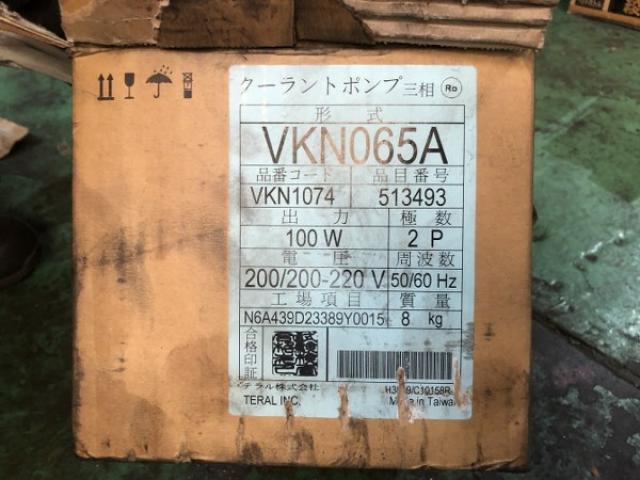 クーラントポンプ 三相 Ro
形式
VKN065A
品番コード 品目番号
VKN1074 513493
出力 極数
100 W 2 P
電圧 周波数
200/200-220 V 50/60 Hz
工場項目 質量
N6A439D23389Y0015 8 kg
合格印証
テラル株式会社
TERAL INC. Made in Taiwan